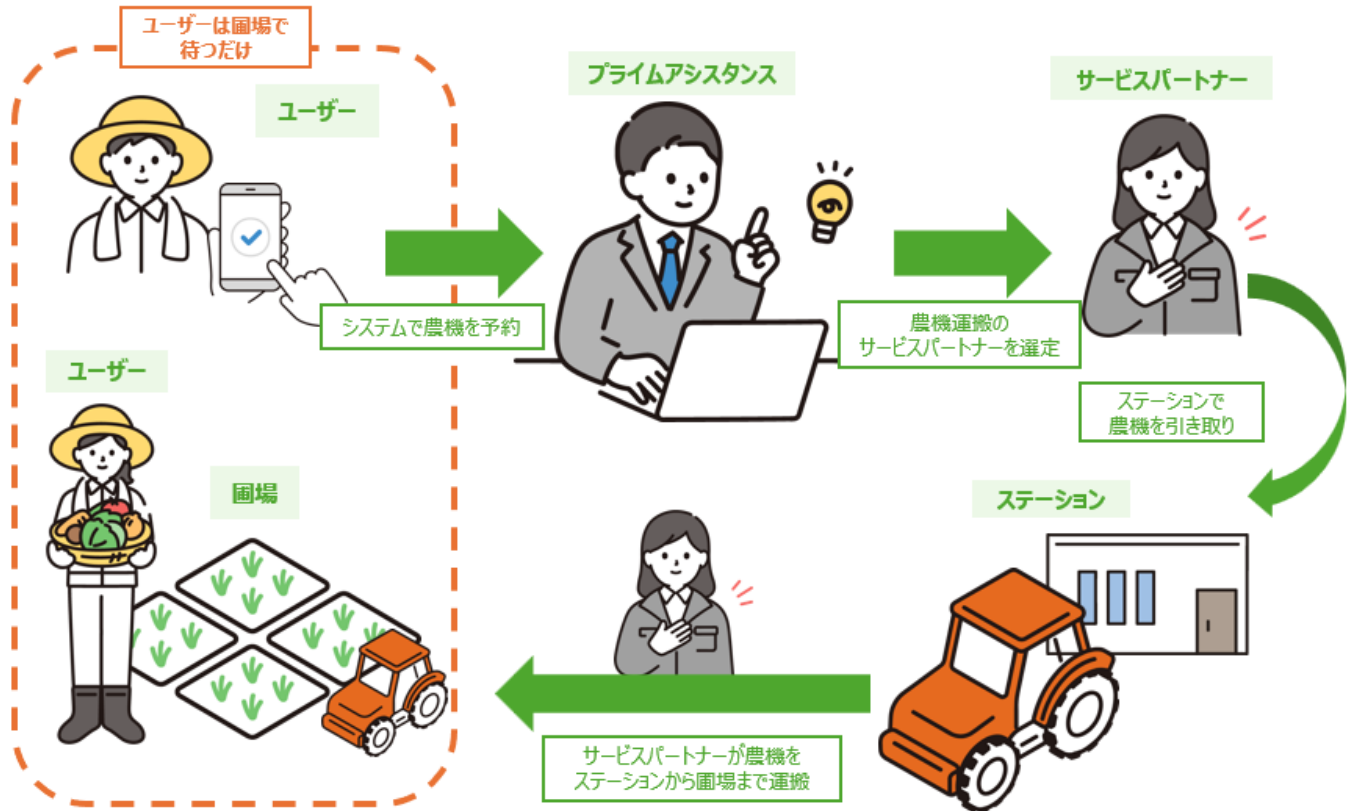 ユーザーは圃場で
待つだけ
ユーザー
プライムアシスタンス
サービスパートナー
システムで農機を予約
農機運搬の
サービスパートナーを選定
ステーションで
農機を引き取り
ユーザー
圃場
ステーション
サービスパートナーが農機を
ステーションから圃場まで運搬